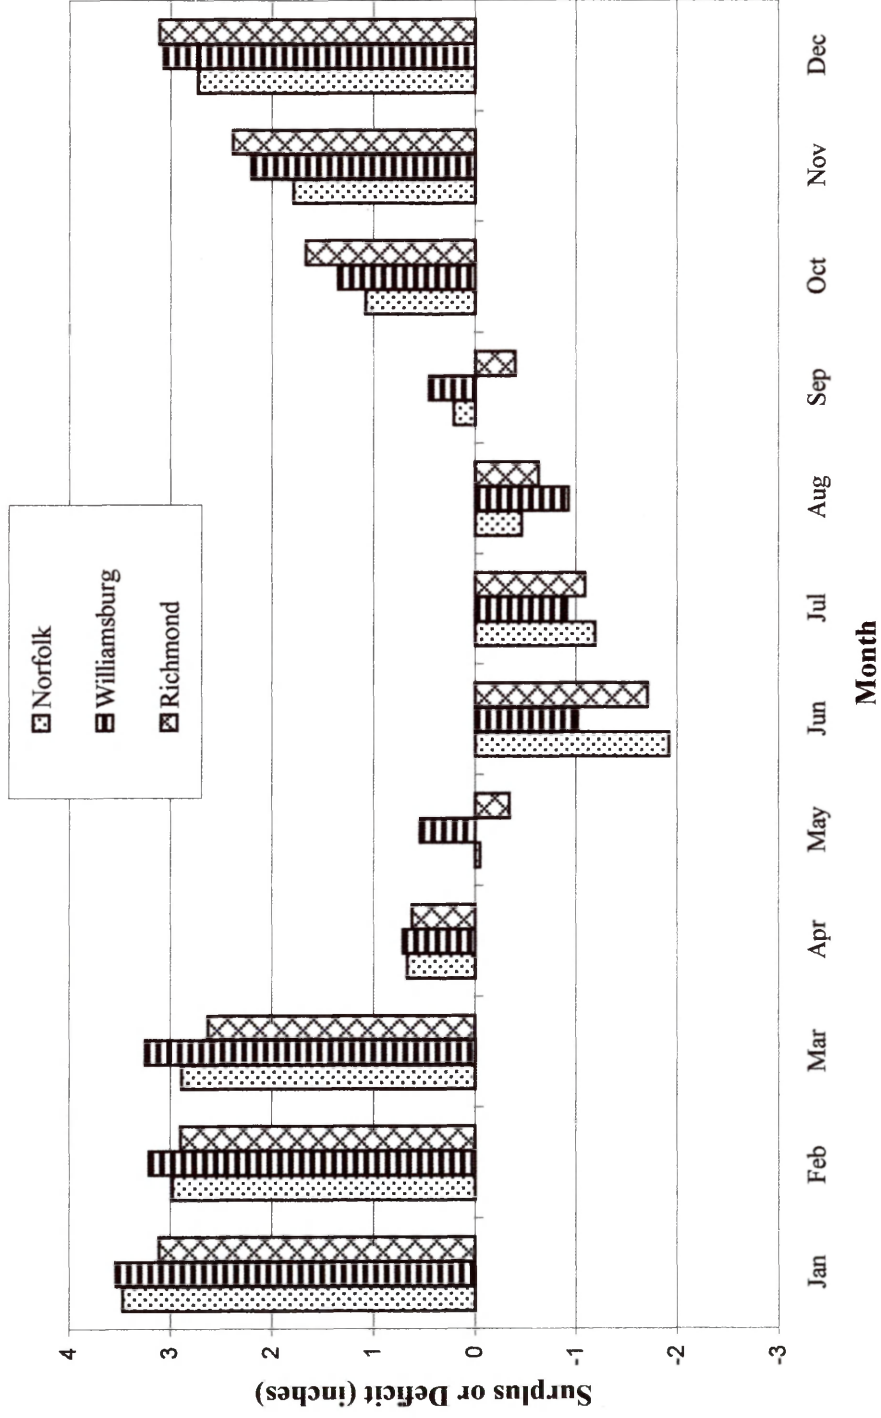 Norfolk
Williamsburg
Richmond
Surplus or Deficit (inches)
4
3
2
1
0
-1
-2
-3
Jan
Feb
Mar
Apr
May
Jun
Jul
Aug
Sep
Oct
Nov
Dec
Month